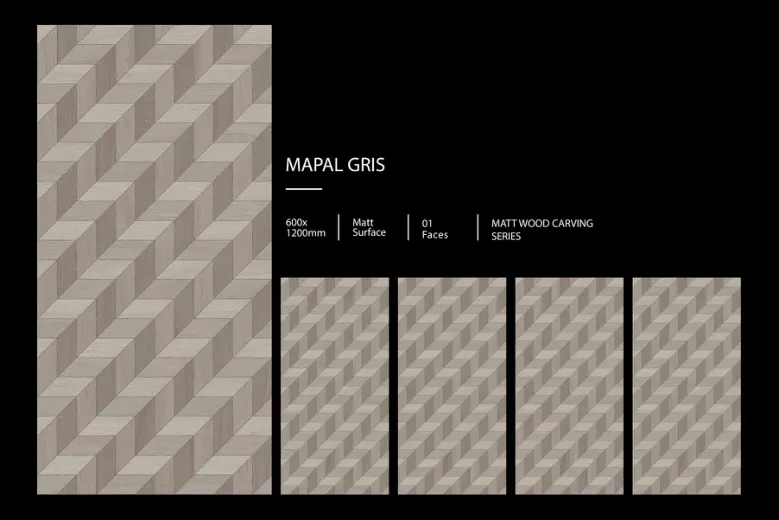 MAPAL GRIS
600x
1200mm
Matt
Surface
01
Faces
MATT WOOD CARVING
SERIES